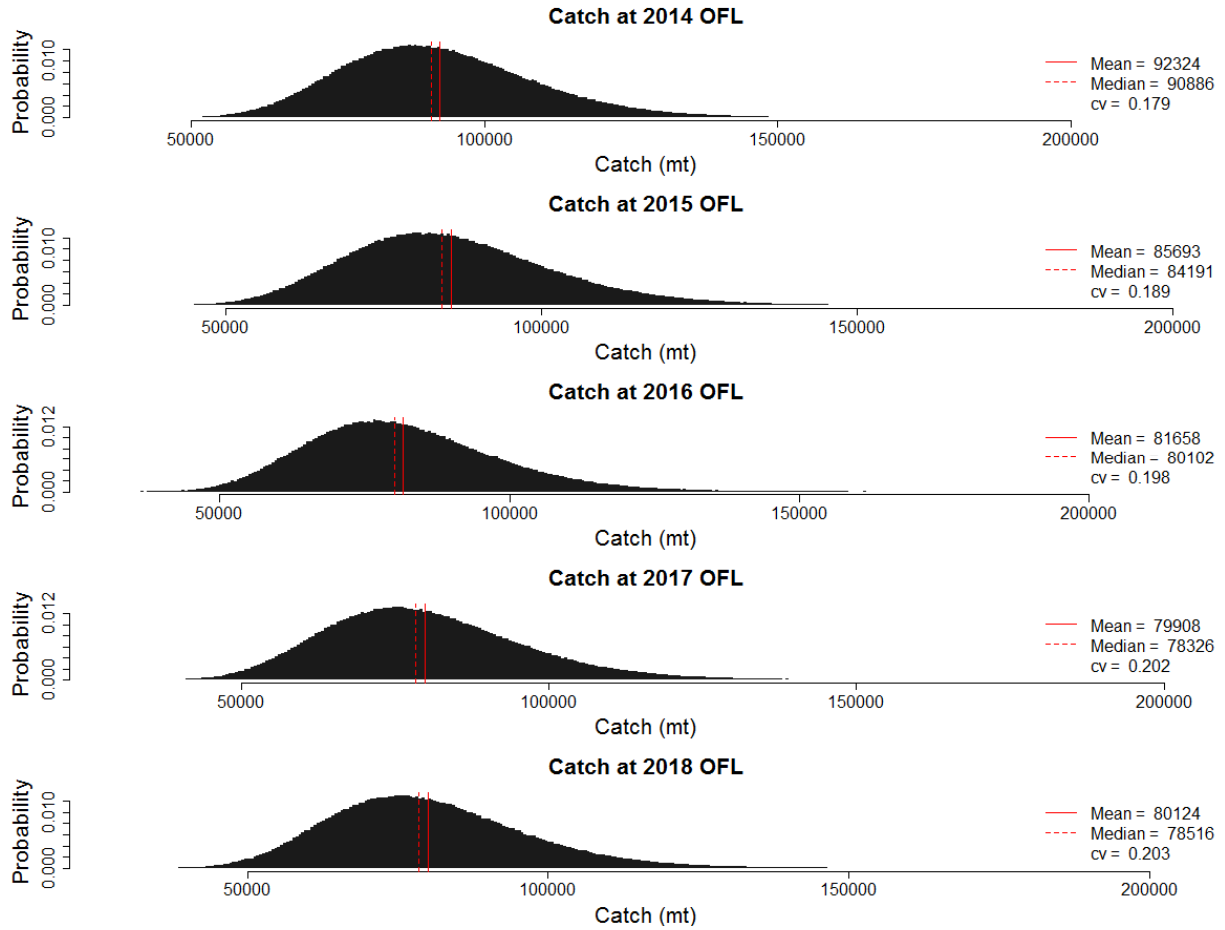 Catch at 2014 OFL
Probability
0.000 0.010
Mean = 92324
Median = 90886
cv = 0.179
50000 100000 150000 200000
Catch (mt)
Catch at 2015 OFL
Probability
0.000 0.010
Mean = 85693
Median = 84191
cv = 0.189
50000 100000 150000 200000
Catch (mt)
Catch at 2016 OFL
Probability
0.000 0.012
Mean = 81658
Median = 80102
cv = 0.198
50000 100000 150000 200000
Catch (mt)
Catch at 2017 OFL
Probability
0.000 0.012
Mean = 79908
Median = 78326
cv = 0.202
50000 100000 150000 200000
Catch (mt)
Catch at 2018 OFL
Probability
0.000 0.010
Mean = 80124
Median = 78516
cv = 0.203
50000 100000 150000 200000
Catch (mt)